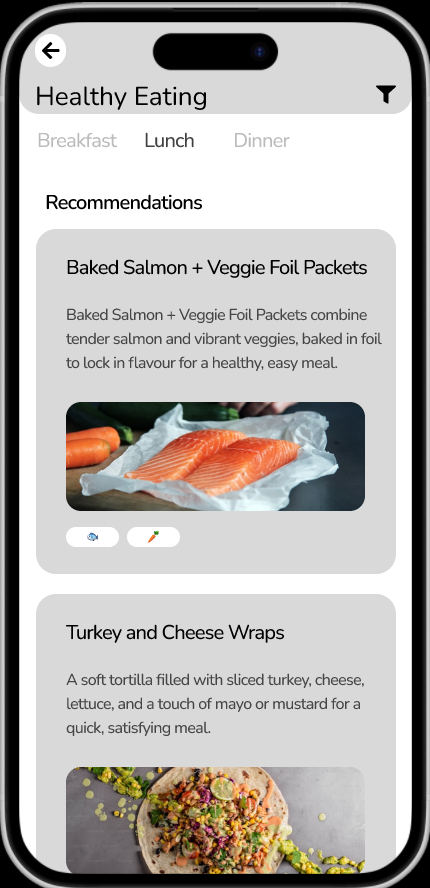 Healthy Eating
Breakfast Lunch Dinner
Recommendations
Baked Salmon + Veggie Foil Packets
Baked Salmon + Veggie Foil Packets combine
tender salmon and vibrant veggies, baked in foil
to lock in flavour for a healthy, easy meal.
Turkey and Cheese Wraps
A soft tortilla filled with sliced turkey, cheese,
lettuce, and a touch of mayo or mustard for a
quick, satisfying meal.